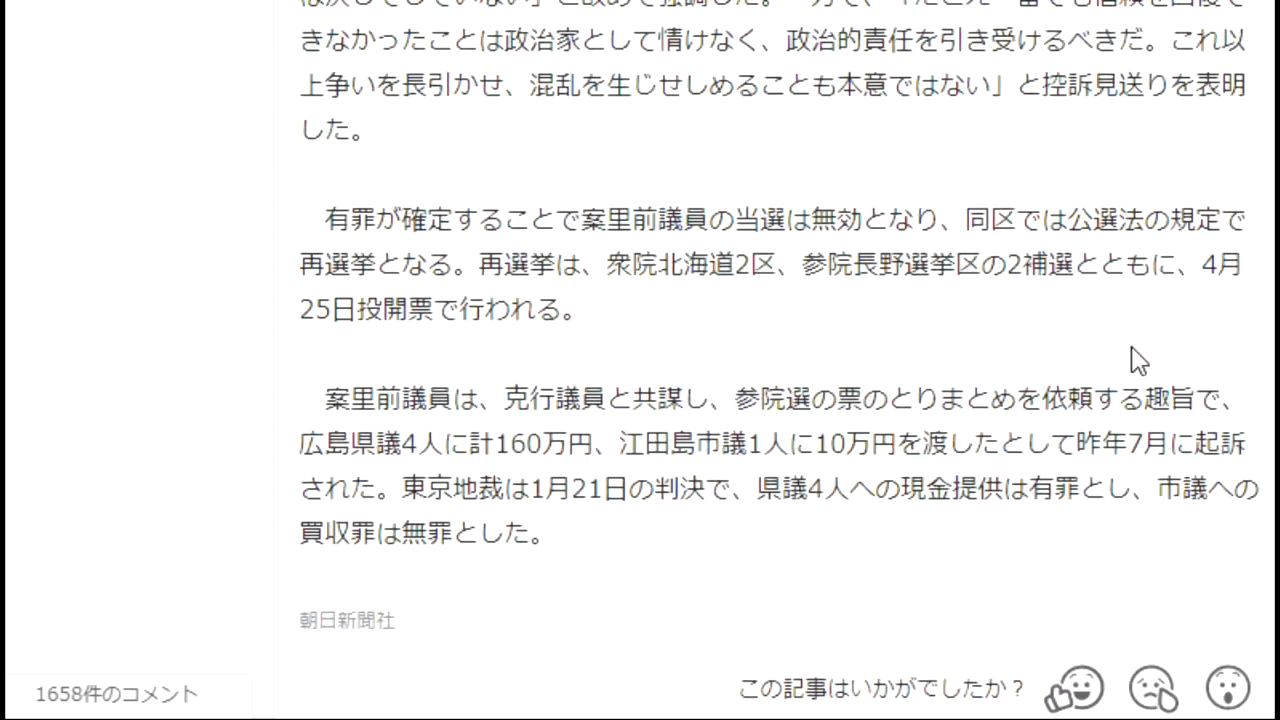 きなかったことは政治家として情けなく、政治的責任を引き受けるべきだ。これ以
上争いを長引かせ、混乱を生じせしめることも本意ではない」と控訴見送りを表明
した。
有罪が確定することで案里前議員の当選は無効となり、同区では公選法の規定で
再選挙となる。再選挙は、衆院北海道2区、参院長野選挙区の2補選とともに、4月
25日投開票で行われる。
案里前議員は、克行議員と共謀し、参院選の票のとりまとめを依頼する趣旨で、
広島県議4人に計160万円、江田島市議1人に10万円を渡したとして昨年7月に起訴
された。東京地裁は1月21日の判決で、県議4人への現金提供は有罪とし、市議への
買収罪は無罪とした。
朝日新聞社
1658件のコメント
この記事はいかがでしたか？